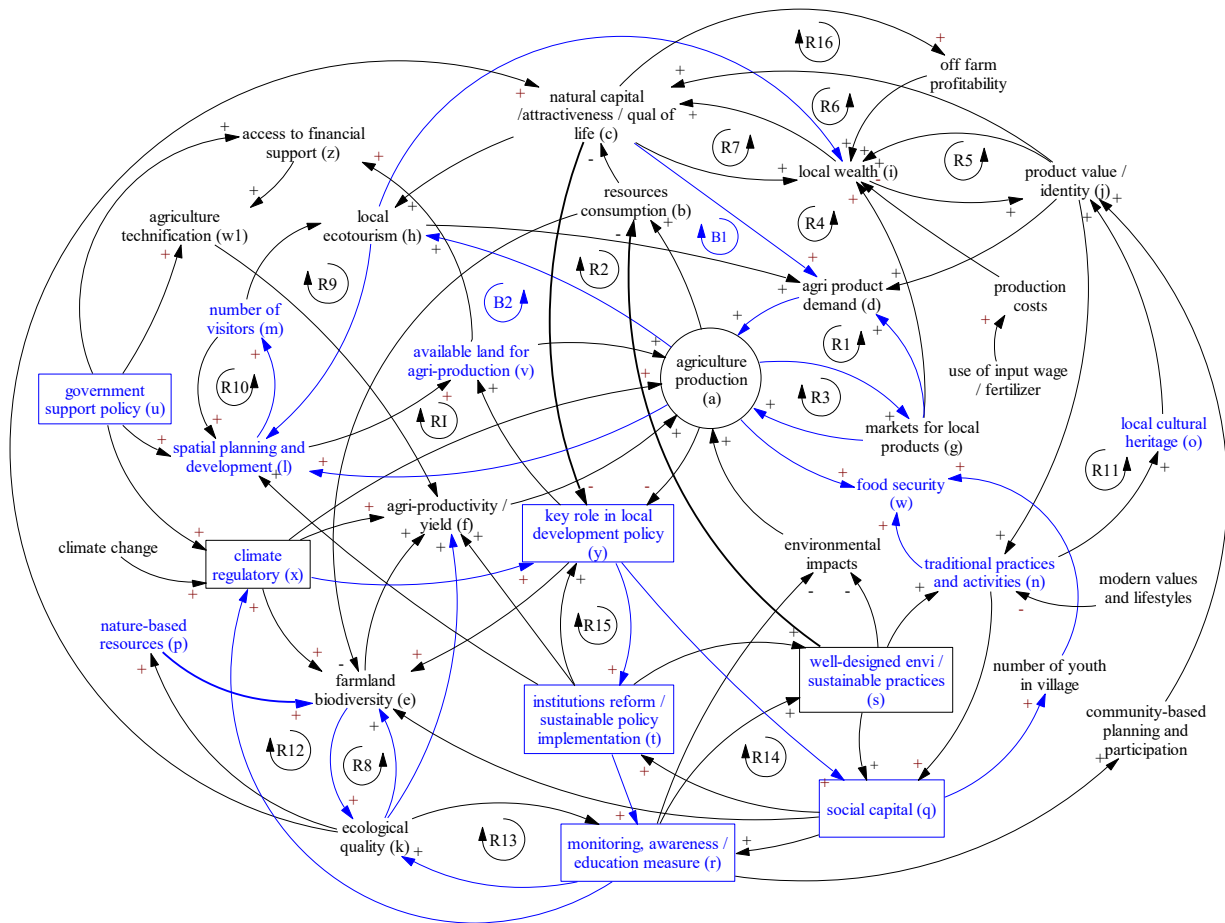 R16
off farm
profitability
natural capital
/attractiveness / qual of
life (c)
R6
access to financial
support (z)
R7
R5
local wealth (i)
product value /
identity (j)
resources
consumption (b)
agriculture
technification (w1)
local
ecotourism (h)
R4
B1
R2
R9
agri product
demand (d)
production
costs
B2
number of
visitors (m)
R1
available land for
agri-production (v)
agriculture
production
(a)
use of input wage
/ fertilizer
government
support policy (u)
R10
R3
RI
markets for local
products (g)
local cultural
heritage (o)
spatial planning and
development (l)
R11
food security
(w)
agri-productivity /
yield (f)
key role in local
development policy
(y)
climate change
climate
regulatory (x)
environmental
impacts
traditional practices
and activities (n)
modern values
and lifestyles
nature-based
resources (p)
R15
farmland
biodiversity (e)
well-designed envi /
sustainable practices
(s)
number of youth
in village
institutions reform /
sustainable policy
implementation (t)
community-based
planning and
participation
R12
R8
R14
social capital (q)
ecological
quality (k)
R13
monitoring, awareness /
education measure (r)